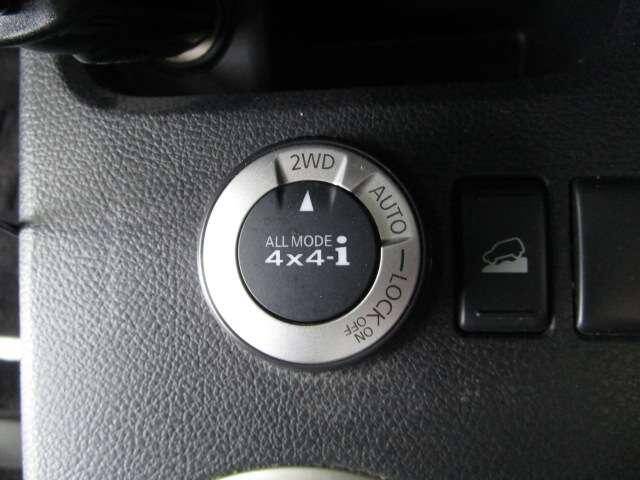 2WD
AUTO
LOCK
ON
OFF
ALL MODE
4x4-i